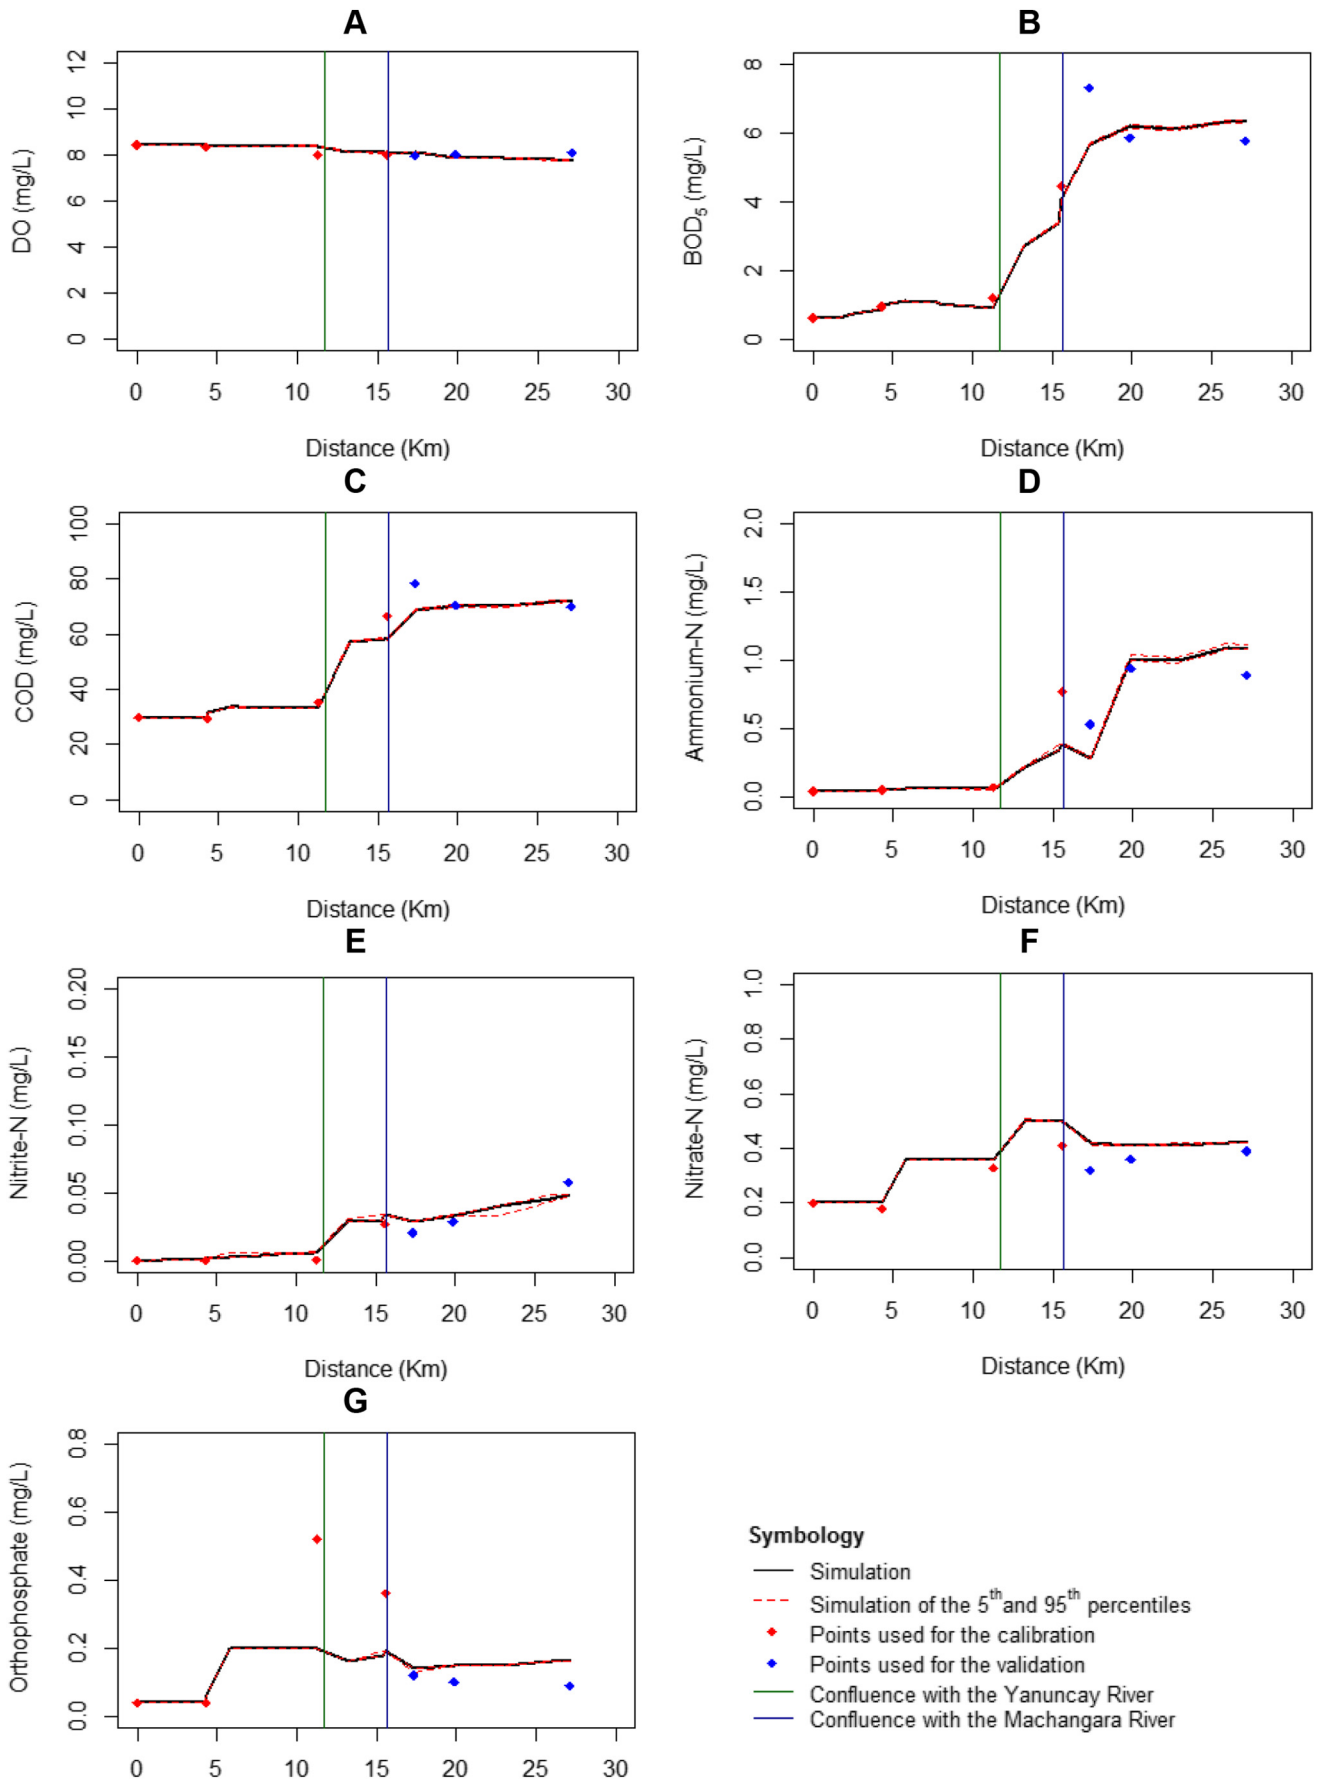 A
DO (mg/L)
0 2 4 6 8 10 12
0 5 10 15 20 25 30
Distance (Km)
B
BOD5 (mg/L)
0 2 4 6 8
0 5 10 15 20 25 30
Distance (Km)
C
COD (mg/L)
0 20 40 60 80 100
0 5 10 15 20 25 30
Distance (Km)
D
Ammonium-N (mg/L)
0.0 0.5 1.0 1.5 2.0
0 5 10 15 20 25 30
Distance (Km)
E
Nitrite-N (mg/L)
0.00 0.05 0.10 0.15 0.20
0 5 10 15 20 25 30
Distance (Km)
F
Nitrate-N (mg/L)
0.0 0.2 0.4 0.6 0.8 1.0
0 5 10 15 20 25 30
Distance (Km)
G
Orthophosphate (mg/L)
0.0 0.2 0.4 0.6 0.8
0 5 10 15 20 25 30
Symbology
Simulation
Simulation of the 5th and 95th percentiles
Points used for the calibration
Points used for the validation
Confluence with the Yanuncay River
Confluence with the Machangara River